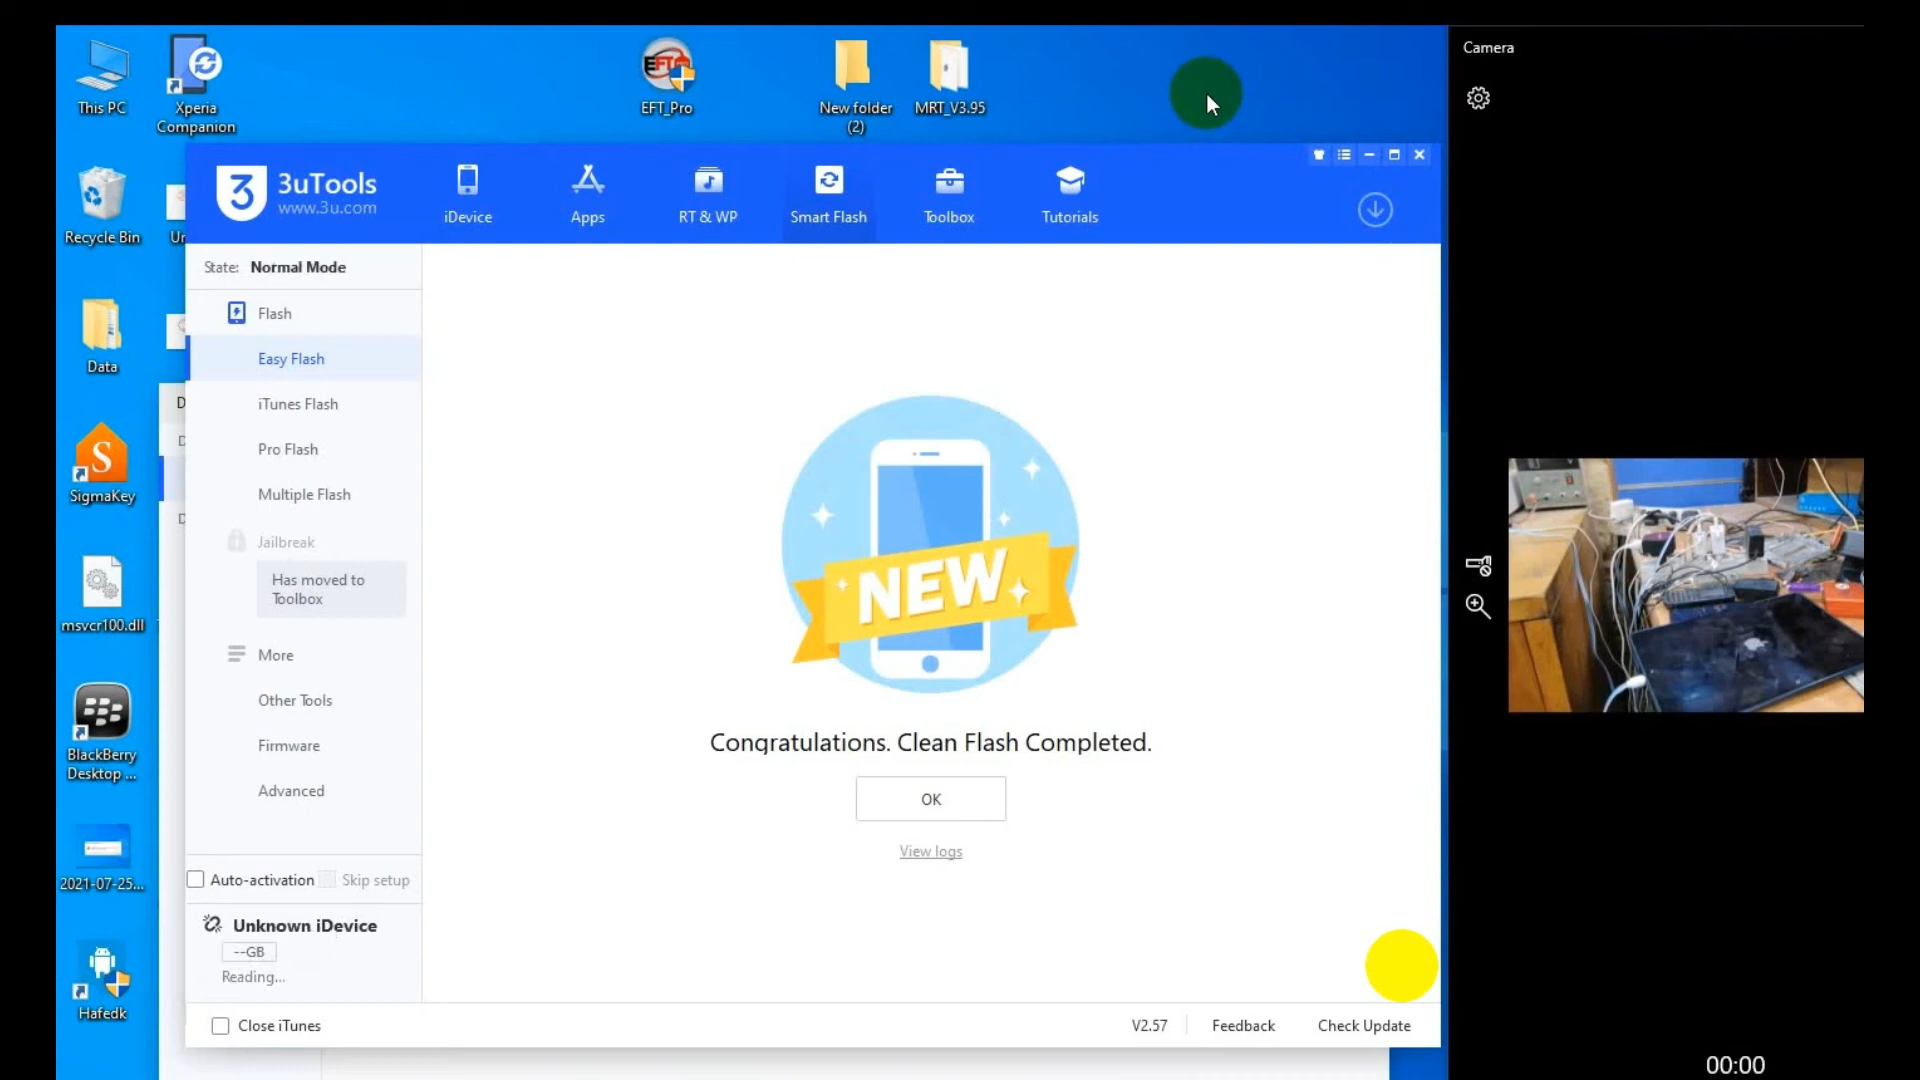 Camera
This PC
Xperia
Companion
EFT_Pro
New folder
(2)
MRT_V3.95
3uTools
www.3u.com
iDevice
Apps
RT & WP
Smart Flash
Toolbox
Tutorials
Recycle Bin
Un
State: Normal Mode
Flash
Easy Flash
iTunes Flash
Pro Flash
Multiple Flash
Jailbreak
Has moved to
Toolbox
More
Other Tools
Firmware
Advanced
Data
D
D
D
SigmaKey
msvcr100.dll
BlackBerry
Desktop ...
2021-07-25...
Hafedk
NEW
Congratulations. Clean Flash Completed.
OK
View logs
Auto-activation
Skip setup
Unknown iDevice
--GB
Reading...
Close iTunes
V2.57
Feedback
Check Update
00:00